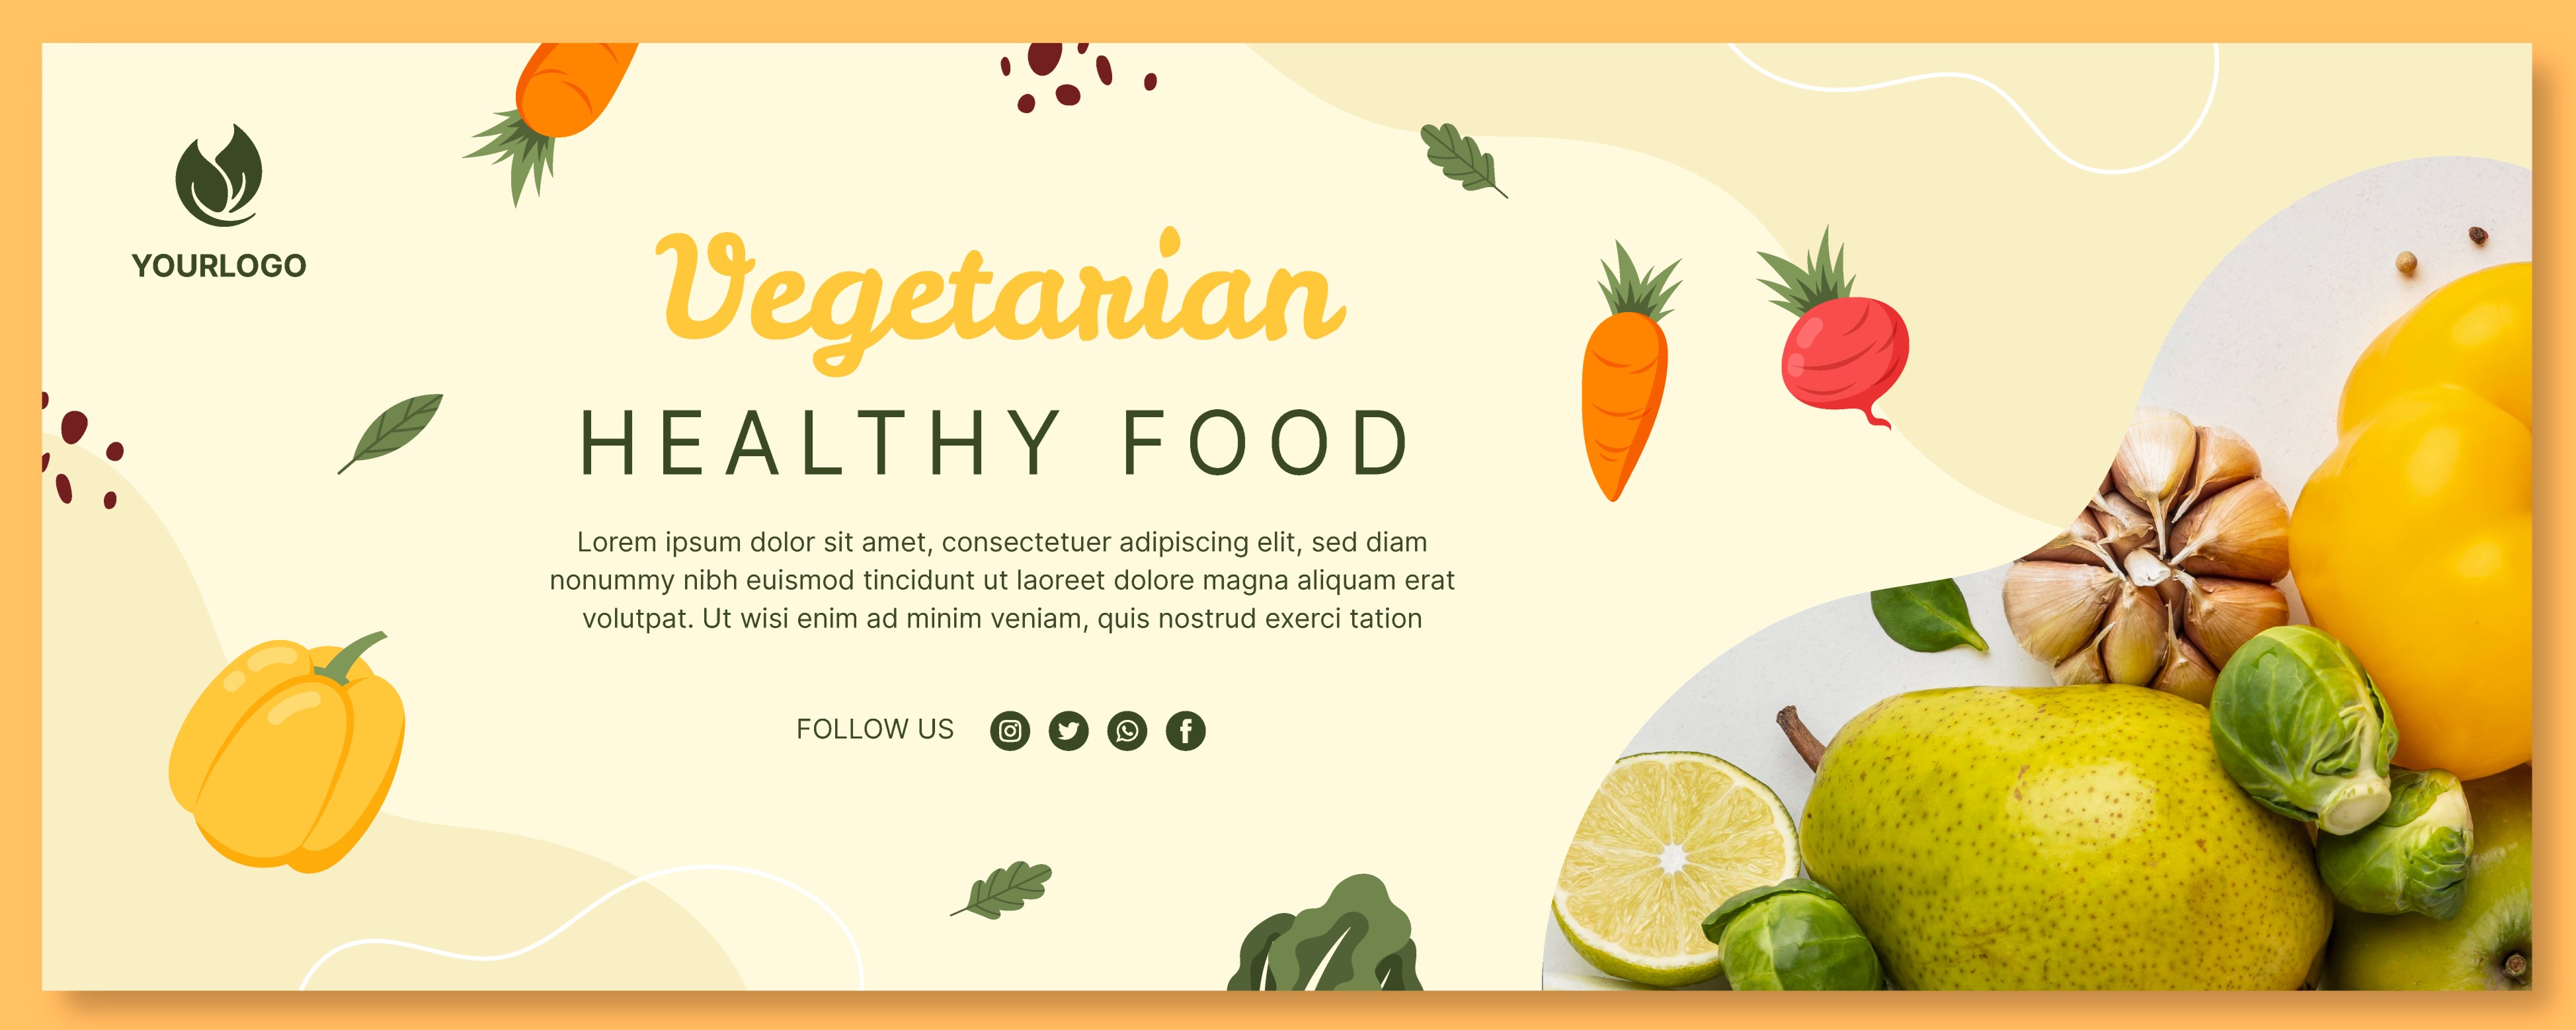 YOURLOGO
Vegetarian
HEALTHY FOOD
Lorem ipsum dolor sit amet, consectetuer adipiscing elit, sed diam
nonummy nibh euismod tincidunt ut laoreet dolore magna aliquam erat
volutpat. Ut wisi enim ad minim veniam, quis nostrud exerci tation
FOLLOW US